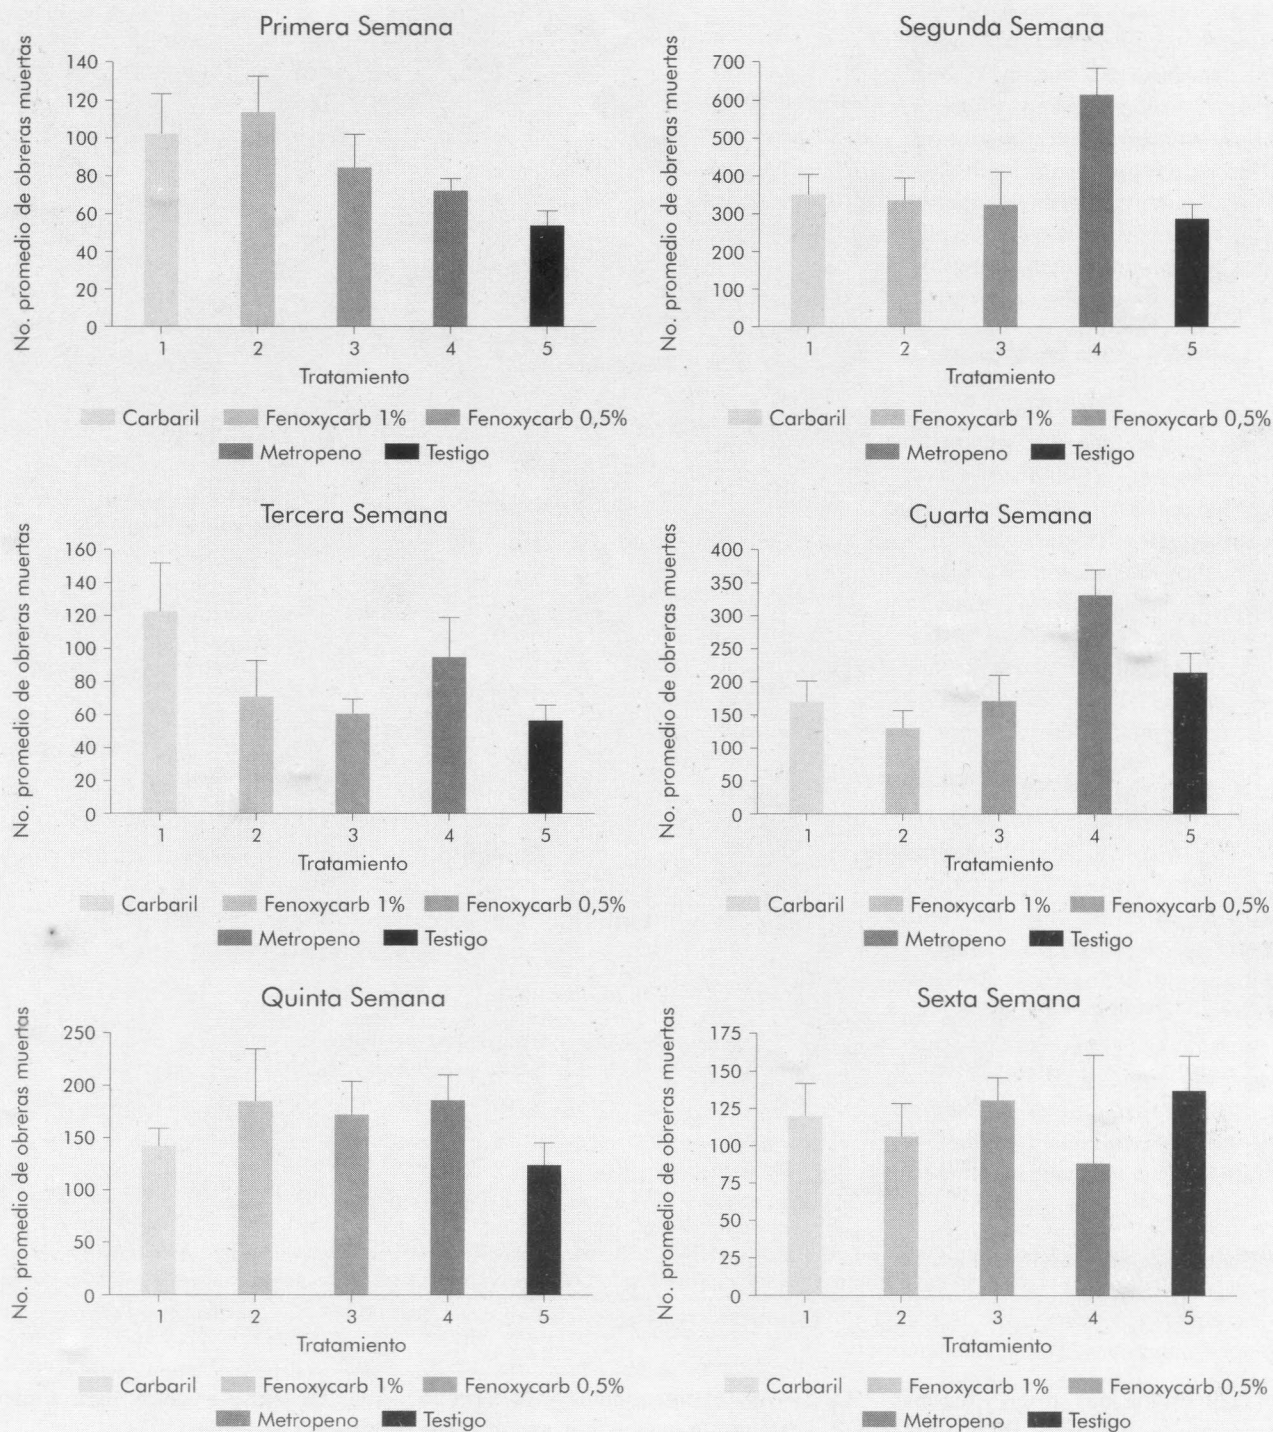 Primera Semana
No. promedio de obreras muertas
140
120
100
80
60
40
20
0
1 2 3 4 5
Tratamiento
Carbaril Fenoxycarb 1% Fenoxycarb 0,5%
Metropeno Testigo
Segunda Semana
No. promedio de obreras muertas
700
600
500
400
300
200
100
0
1 2 3 4 5
Tratamiento
Carbaril Fenoxycarb 1% Fenoxycarb 0,5%
Metropeno Testigo
Tercera Semana
No. promedio de obreras muertas
160
140
120
100
80
60
40
20
0
1 2 3 4 5
Tratamiento
Carbaril Fenoxycarb 1% Fenoxycarb 0,5%
Metropeno Testigo
Cuarta Semana
No. promedio de obreras muertas
400
350
300
250
200
150
100
50
0
1 2 3 4 5
Tratamiento
Carbaril Fenoxycarb 1% Fenoxycarb 0,5%
Metropeno Testigo
Quinta Semana
No. promedio de obreras muertas
250
200
150
100
50
0
1 2 3 4 5
Tratamiento
Carbaril Fenoxycarb 1% Fenoxycarb 0,5%
Metropeno Testigo
Sexta Semana
No. promedio de obreras muertas
175
150
125
100
75
50
25
0
1 2 3 4 5
Tratamiento
Carbaril Fenoxycarb 1% Fenoxycarb 0,5%
Metropeno Testigo